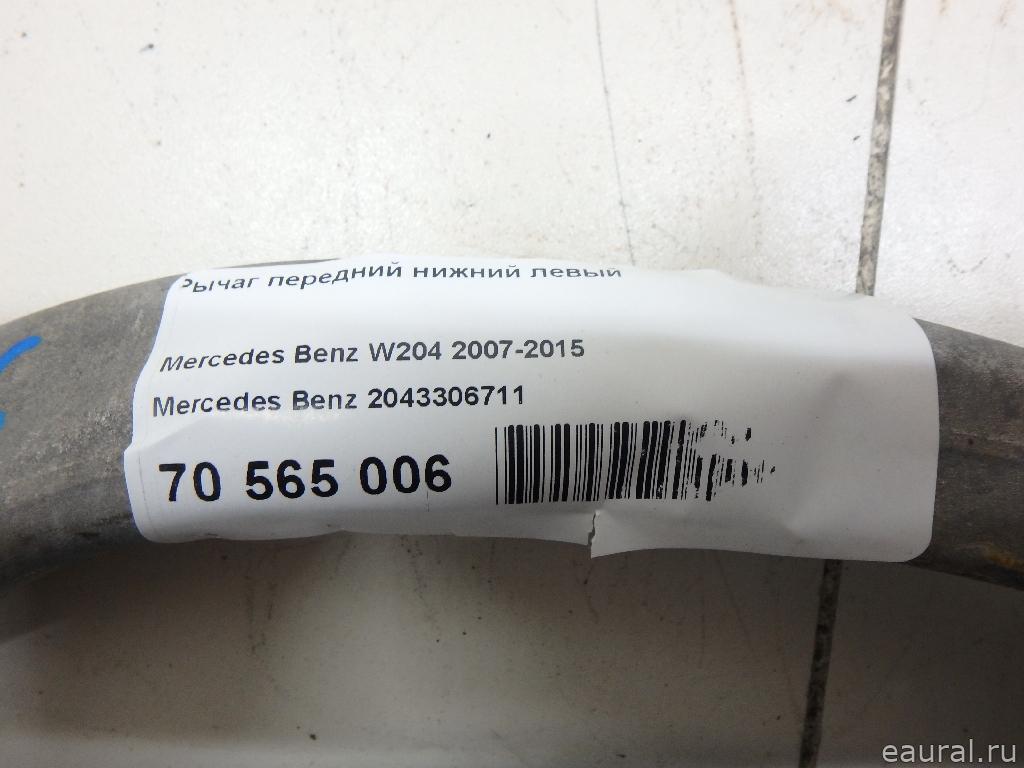 Рычаг передний нижний левый
Mercedes Benz W204 2007-2015
Mercedes Benz 2043306711
70 565 006
eaural.ru